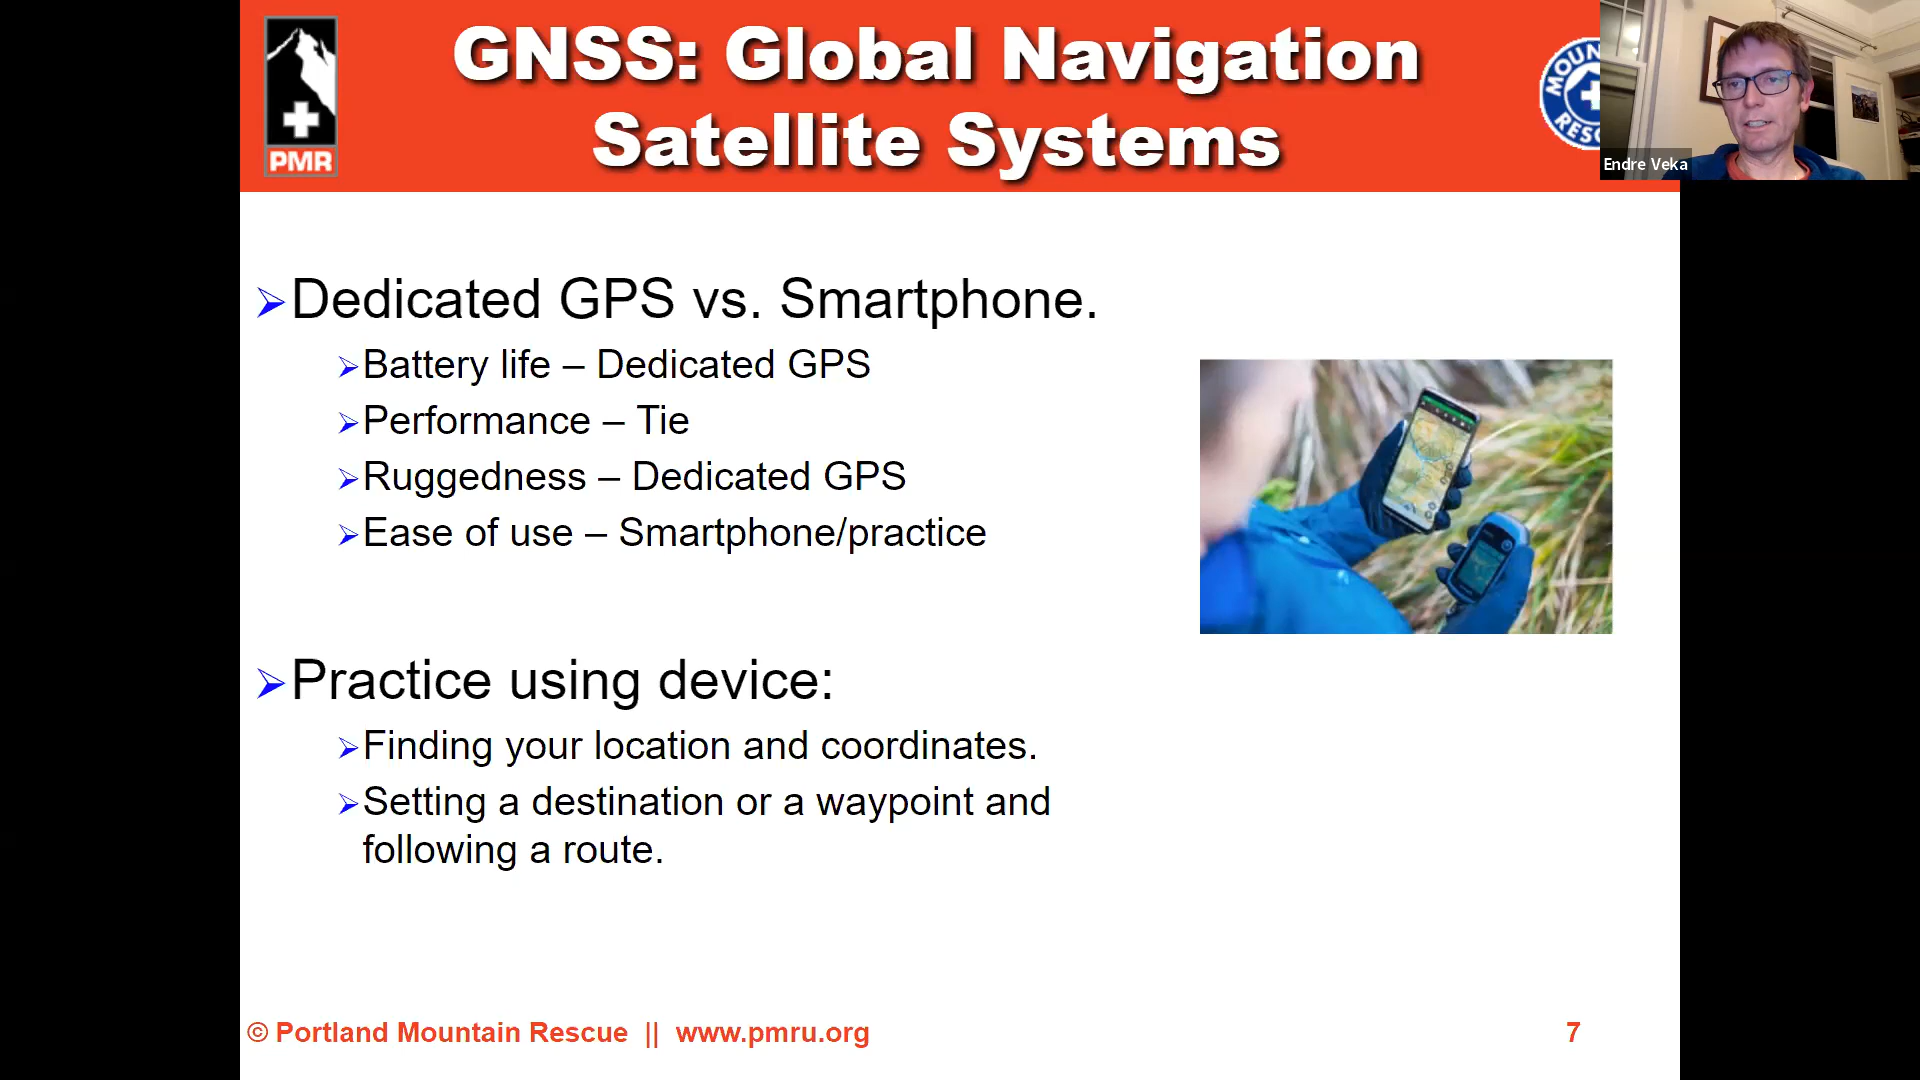 GNSS: Global Navigation
Satellite Systems
PMR
MOUN
RESC
Endre Veka
➢Dedicated GPS vs. Smartphone.
➢Battery life – Dedicated GPS
➢Performance – Tie
➢Ruggedness – Dedicated GPS
➢Ease of use – Smartphone/practice
➢Practice using device:
➢Finding your location and coordinates.
➢Setting a destination or a waypoint and
following a route.
© Portland Mountain Rescue || www.pmru.org
7